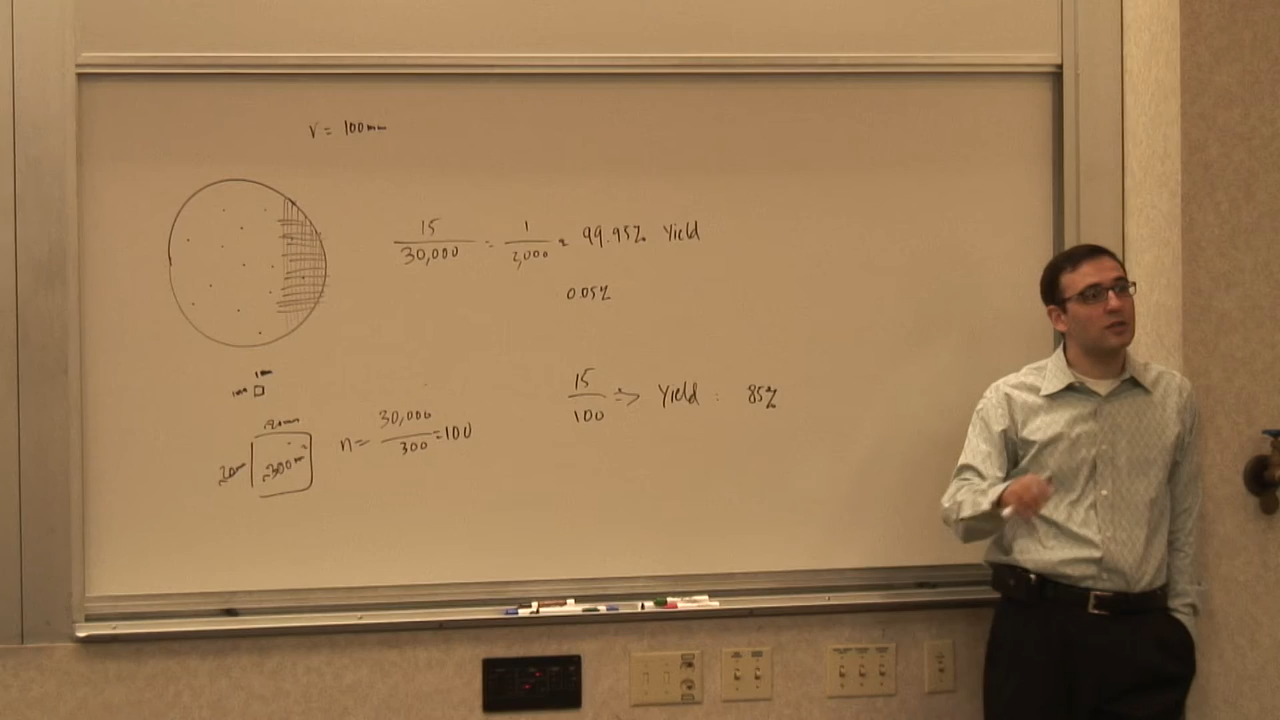 r = 100mm
15/30,000 = 1/2,000 = 99.95% Yield
0.05%
1mm
1mm
20mm
20mm
~300mm
n = 30,000/300 = 100
15/100 => Yield : 85%